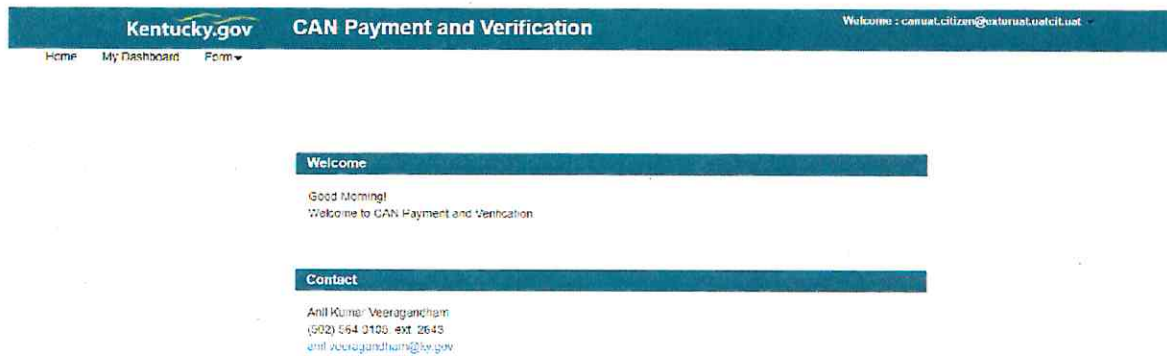 Kentucky.gov CAN Payment and Verification Welcome : canuat.citizen@exturuat.uatcit.uat
Home My Dashboard Form
Welcome
Good Morning!
Welcome to CAN Payment and Verification
Contact
Anil Kumar Veeragandham
(502) 564 0105 ext. 2643
anil.veeragandham@ky.gov